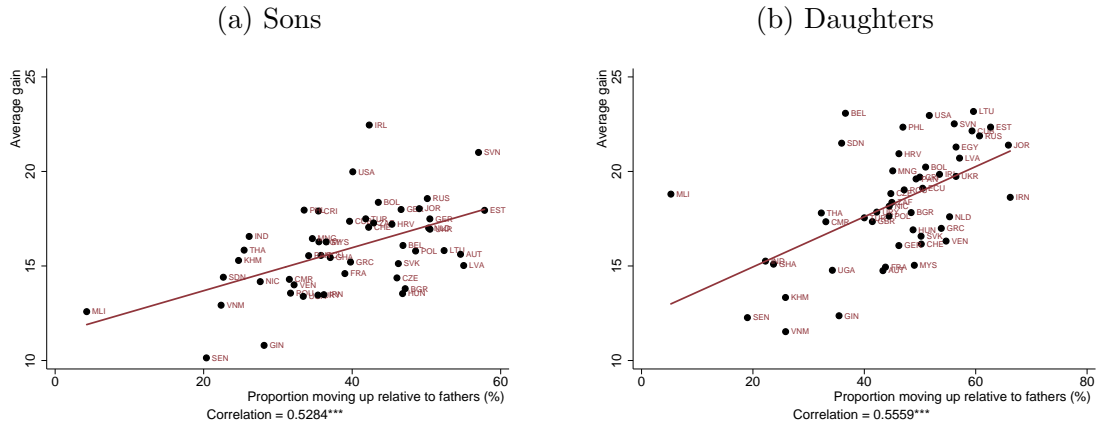 (a) Sons
Average gain
25
20
15
10
IRL
SVN
USA
BOL
RUS
JOR
CRI
EST
TUR
HRV
GER
CHL
IND
MNG
THA
KHM
GHA
BEL
POL
LTU
AUT
GRC
SVK
LVA
SDN
NIC
CMR
FRA
CZE
VEN
BGR
HUN
VNM
MLI
GIN
SEN
0 20 40 60
Proportion moving up relative to fathers (%)
Correlation = 0.5284***
(b) Daughters
Average gain
25
20
15
10
BEL
LTU
USA
PHL
SVN
EST
RUS
SDN
EGY
JOR
HRV
LVA
MNG
BOL
UKR
ECU
MLI
IRN
NIC
THA
BGR
NLD
CMR
POL
GBR
HUN
GRC
SVK
VEN
GER
CHE
GHA
UGA
FRA
AUT
MYS
KHM
SEN
GIN
VNM
0 20 40 60 80
Proportion moving up relative to fathers (%)
Correlation = 0.5559***